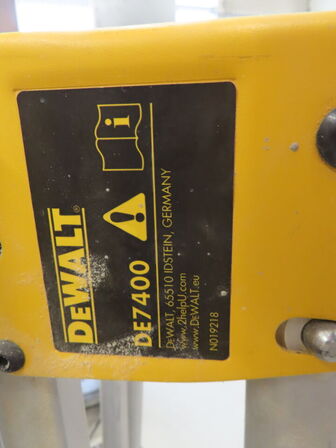 DEWALT®
DE7400
DEWALT, 65510 IDSTEIN, GERMANY
www.2helpU.com
www.DEWALT.eu
N019218